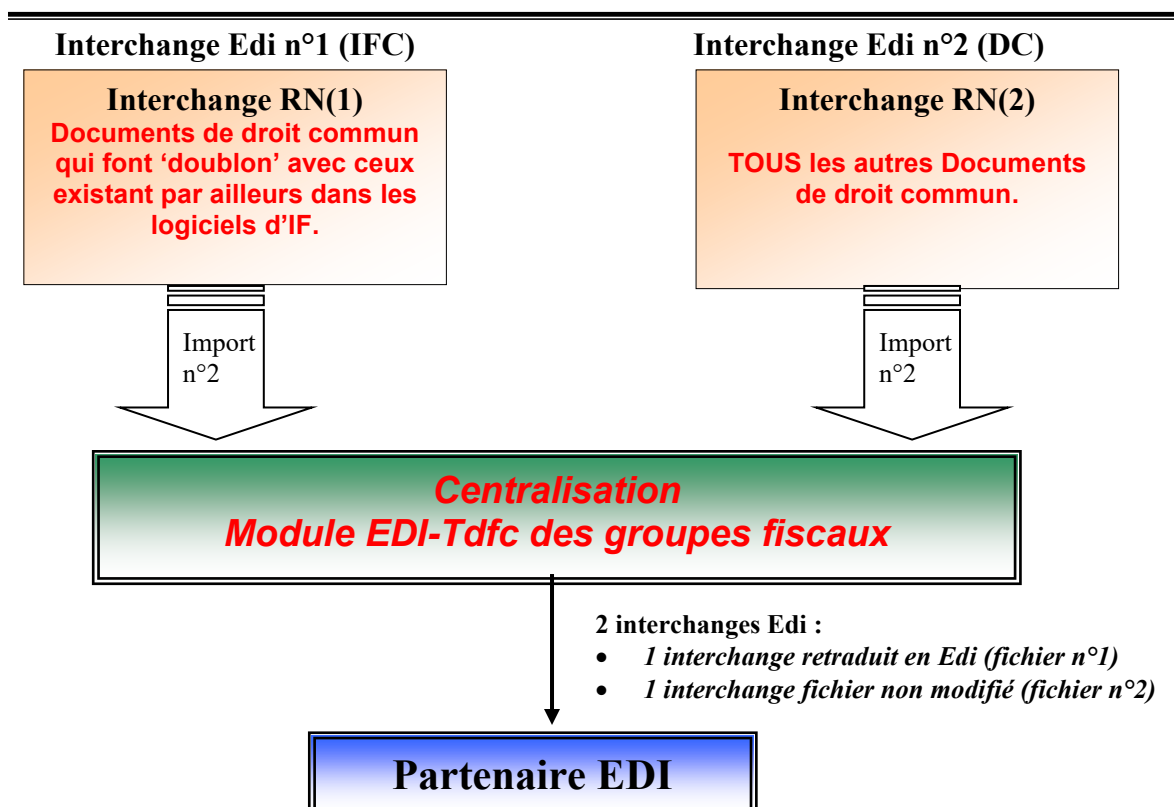 Interchange Edi n°1 (IFC)
Interchange RN(1)
Documents de droit commun
qui font ‘doublon’ avec ceux
existant par ailleurs dans les
logiciels d’IF.
Import
n°2
Interchange Edi n°2 (DC)
Interchange RN(2)
TOUS les autres Documents
de droit commun.
Import
n°2
Centralisation
Module EDI-Tdfc des groupes fiscaux
2 interchanges Edi :
• 1 interchange retraduit en Edi (fichier n°1)
• 1 interchange fichier non modifié (fichier n°2)
Partenaire EDI